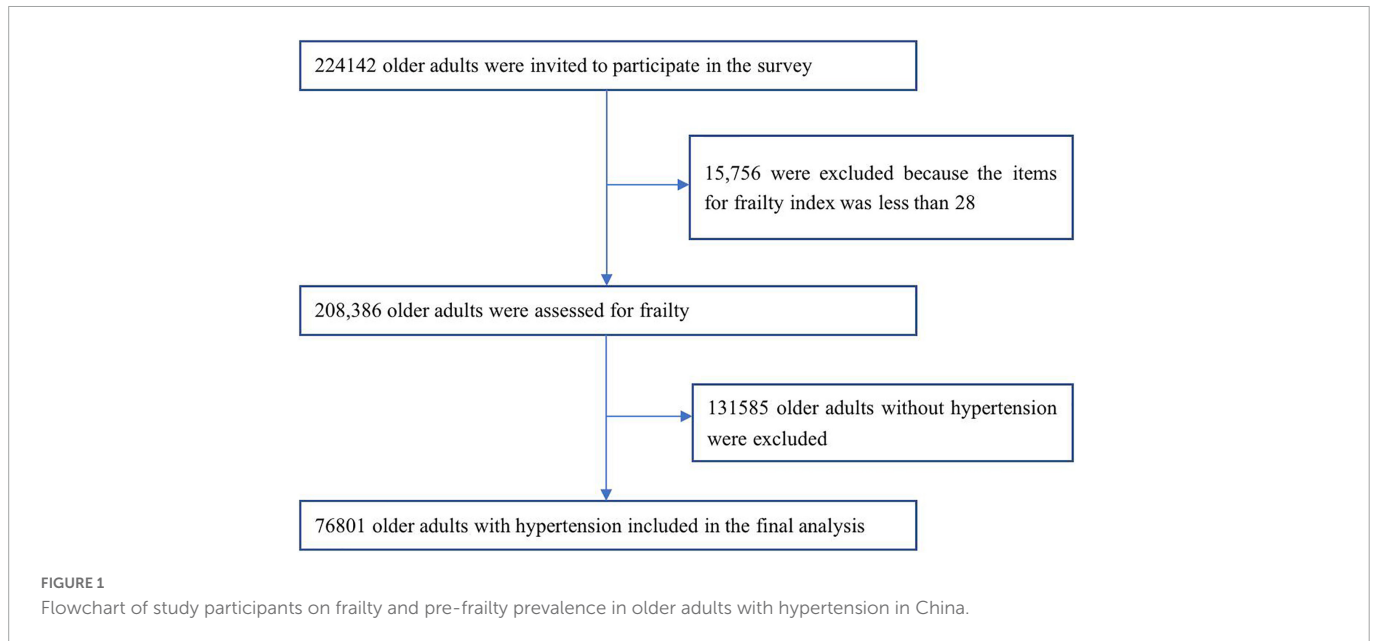 224142 older adults were invited to participate in the survey
15,756 were excluded because the items
for frailty index was less than 28
208,386 older adults were assessed for frailty
131585 older adults without hypertension
were excluded
76801 older adults with hypertension included in the final analysis
FIGURE 1
Flowchart of study participants on frailty and pre-frailty prevalence in older adults with hypertension in China.